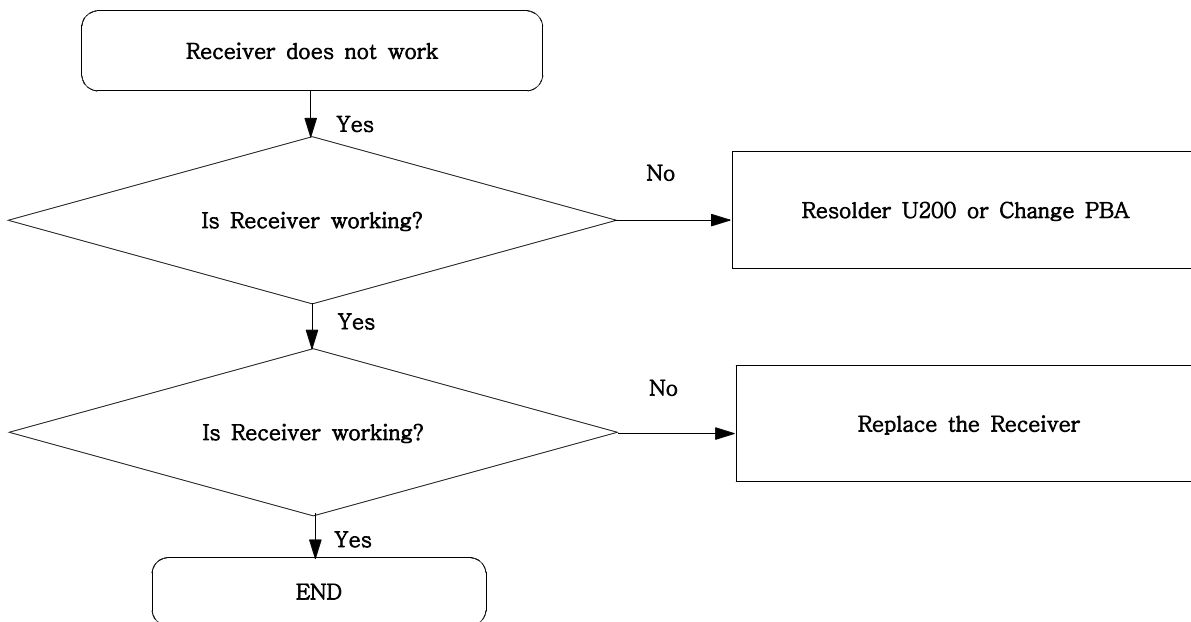 Receiver does not work
Yes
Is Receiver working?
No
Resolder U200 or Change PBA
Yes
Is Receiver working?
No
Replace the Receiver
Yes
END